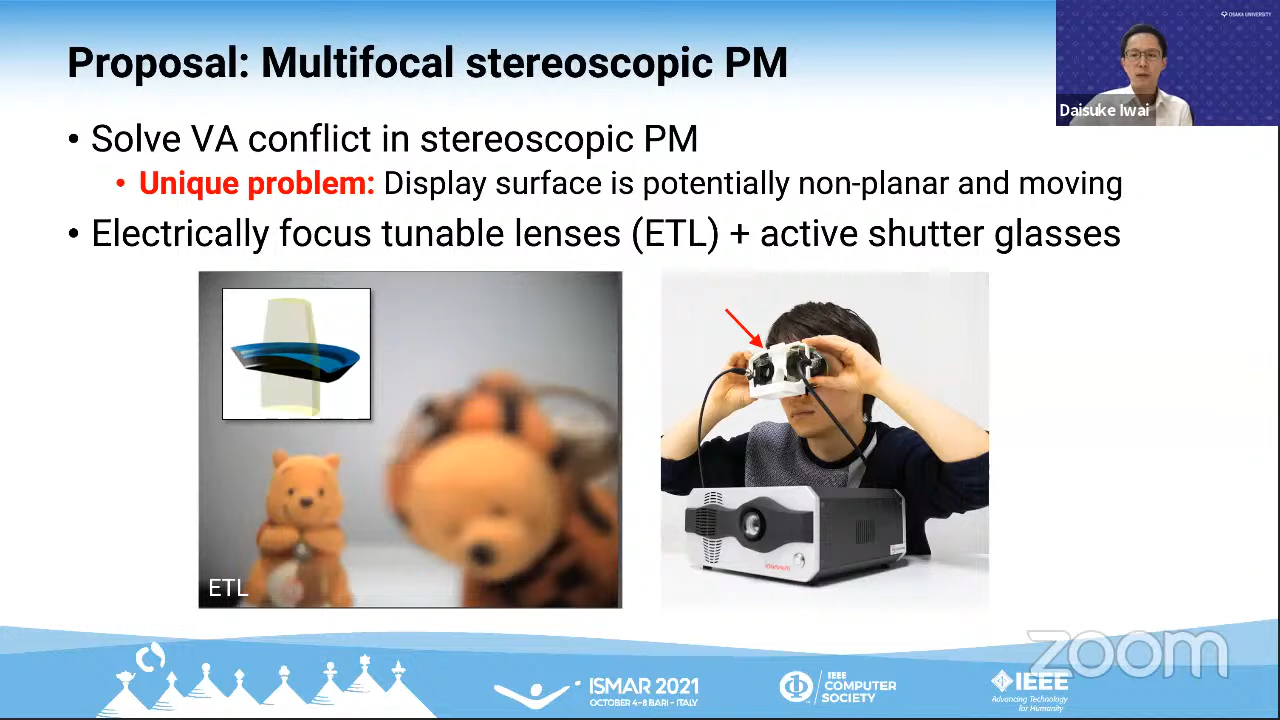 Proposal: Multifocal stereoscopic PM
OSAKA UNIVERSITY
Daisuke Iwai
• Solve VA conflict in stereoscopic PM
• Unique problem: Display surface is potentially non-planar and moving
• Electrically focus tunable lenses (ETL) + active shutter glasses
ETL
zoom
ISMAR 2021
OCTOBER 4-8 BARI - ITALY
IEEE
COMPUTER
SOCIETY
IEEE
Advancing Technology
for Humanity